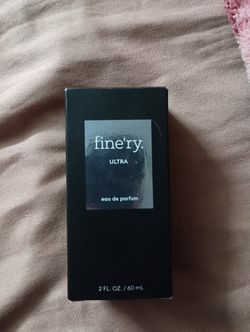 fine'ry.
ULTRA
eau de parfum
2 FL. OZ. / 60 mL